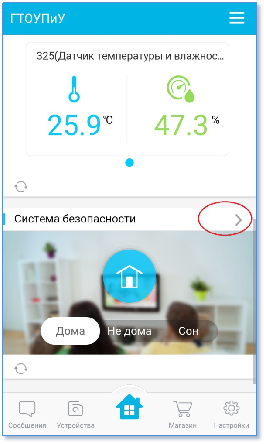 ГТОУПиУ
325(Датчик температуры и влажнос...
25.9 °C 47.3 %
Система безопасности
Дома Не дома Сон
Сообщения Устройства Магазин Настройки